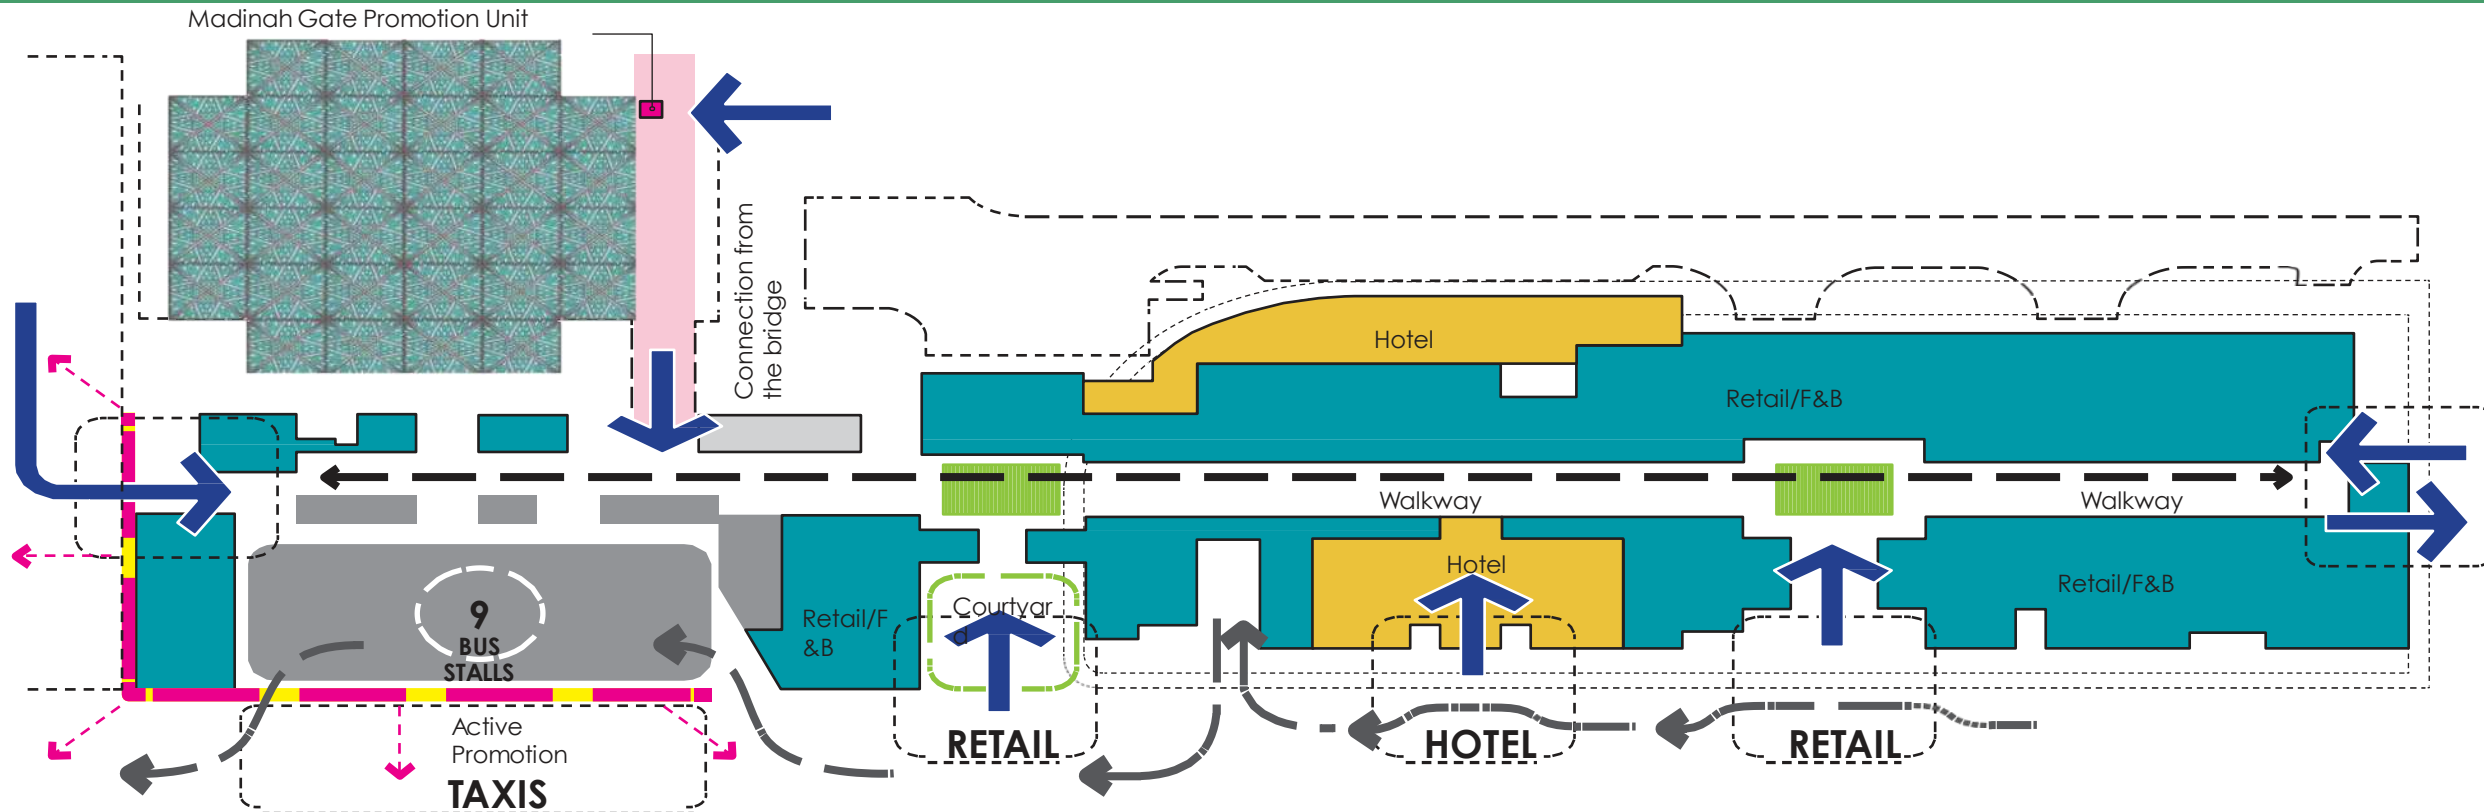 Madinah Gate Promotion Unit
Connection from
the bridge
Hotel
Retail/F&B
Walkway
Walkway
Hotel
Retail/F&B
9
BUS
STALLS
Retail/F
&B
Courtyar
d
Active
Promotion
TAXIS
RETAIL
HOTEL
RETAIL